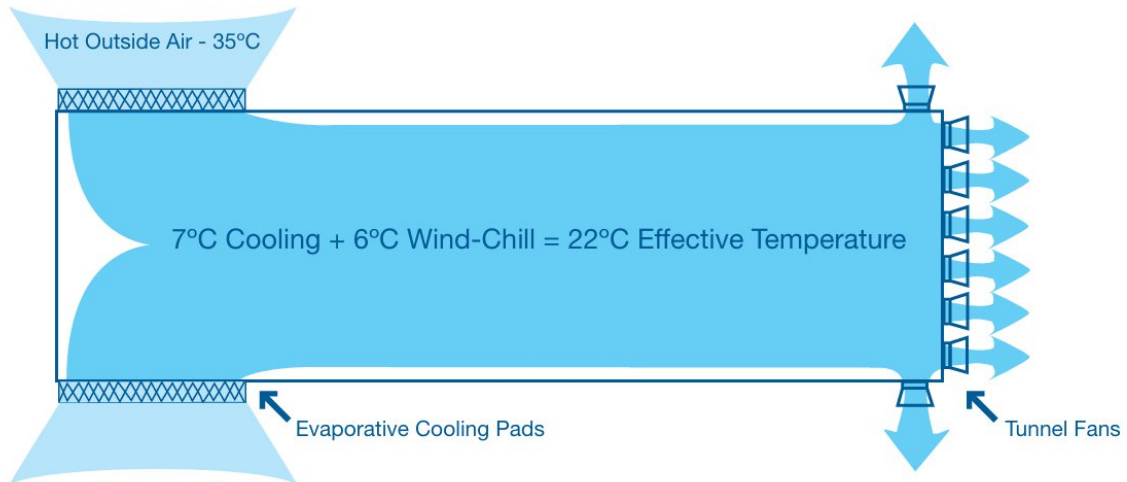 Hot Outside Air - 35ºC
7ºC Cooling + 6ºC Wind-Chill = 22ºC Effective Temperature
Evaporative Cooling Pads
Tunnel Fans